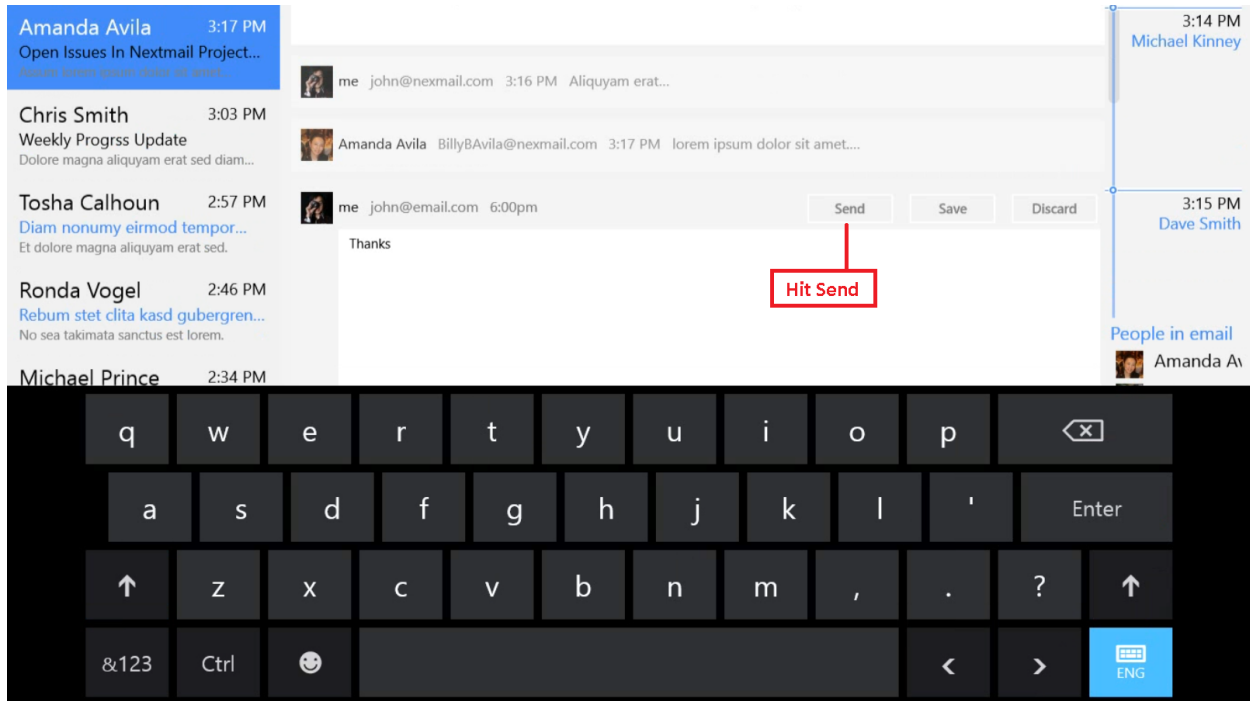 Amanda Avila 3:17 PM
Open Issues In Nextmail Project...
Chris Smith 3:03 PM
Weekly Progrss Update
Dolore magna aliquyam erat sed diam...
Tosha Calhoun 2:57 PM
Diam nonumy eirmod tempor...
Et dolore magna aliquyam erat sed.
Ronda Vogel 2:46 PM
Rebum stet clita kasd gubergren...
No sea takimata sanctus est lorem.
Michael Prince 2:34 PM
me john@nexmail.com 3:16 PM Aliquyam erat...
Amanda Avila BillyBAvila@nexmail.com 3:17 PM lorem ipsum dolor sit amet....
me john@email.com 6:00pm Send Save Discard
Thanks
Hit Send
3:14 PM
Michael Kinney
3:15 PM
Dave Smith
People in email
Amanda Av
q w e r t y u i o p
a s d f g h j k l ' Enter
z x c v b n m , . ?
&123 Ctrl < > ENG